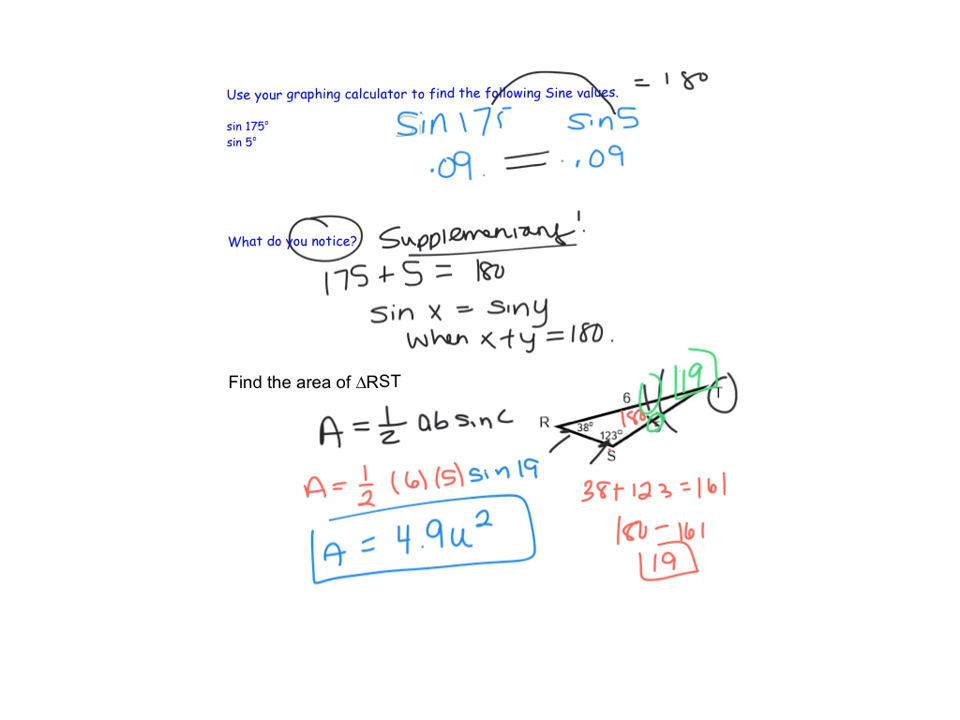 = 180
Use your graphing calculator to find the following Sine values.
sin 175°
sin 5°
sin 175 sin 5
.09 = .09
What do you notice? Supplemeniary!
175 + 5 = 180
sin x = sin y
when x+y = 180.
Find the area of ΔRST
A = 1/2 ab sin C
6 19 T
R 38° 123° 180
S
A = 1/2 (6)(5) sin 19
38 + 123 = 161
A = 4.9u²
180 - 161
19